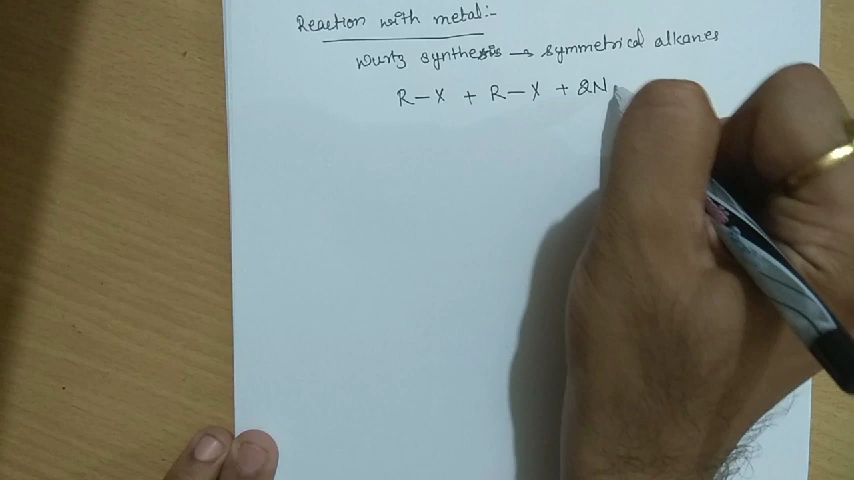 Reaction with metal:-
Wurtz synthesis → symmetrical alkanes
R-X + R-X + 2N